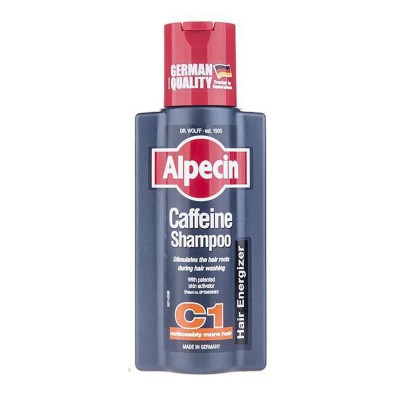 GERMAN
QUALITY
DR. WOLFF - est. 1905
Alpecin
Caffeine
Shampoo
Stimulates the hair roots
during hair washing
With patented
skin activator
C1
noticeably more hair
MADE IN GERMANY
Hair Energizer